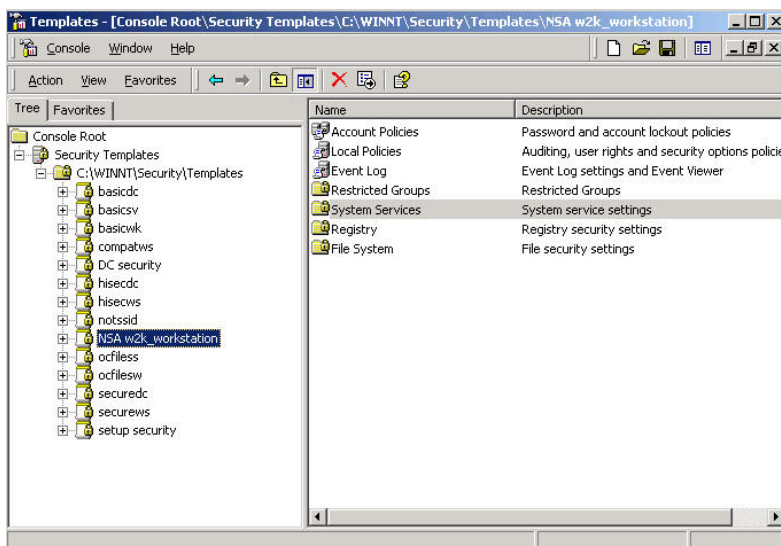 Templates - [Console Root\Security Templates\C:\WINNT\Security\Templates\NSA w2k_workstation]
Console Window Help
Action View Favorites
Tree Favorites
Console Root
Security Templates
C:\WINNT\Security\Templates
basicdc
basicsv
basicwk
compatws
DC security
hisecdc
hisecws
notssid
NSA w2k_workstation
ocfiless
ocfilesw
securedc
securews
setup security
Name Description
Account Policies Password and account lockout policies
Local Policies Auditing, user rights and security options policie
Event Log Event Log settings and Event Viewer
Restricted Groups Restricted Groups
System Services System service settings
Registry Registry security settings
File System File security settings